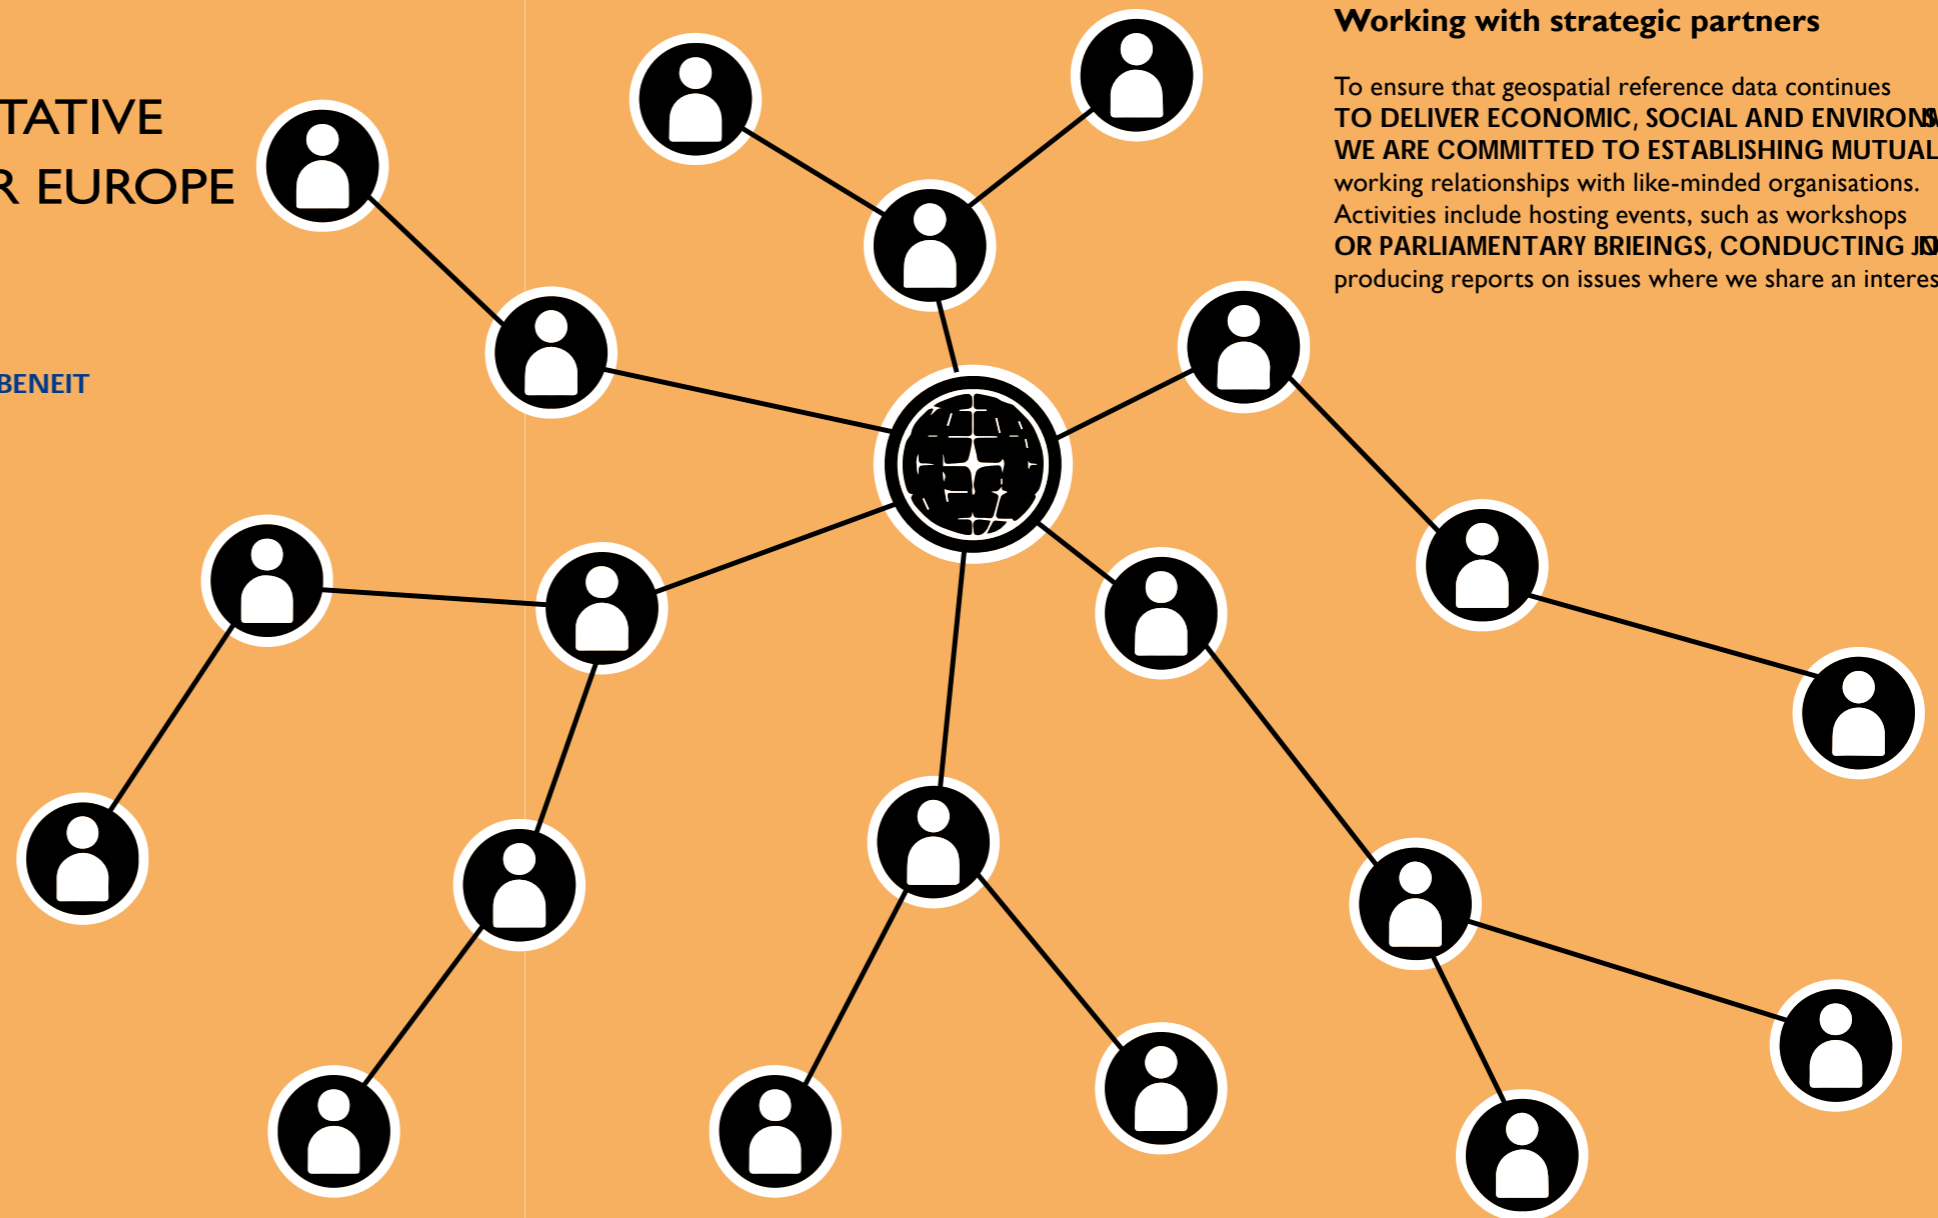 TATIVE
R EUROPE
BENEIT
Working with strategic partners
To ensure that geospatial reference data continues
TO DELIVER ECONOMIC, SOCIAL AND
WE ARE COMMITTED TO ESTABLISHING MUTUAL
working relationships with like-minded organisations.
Activities include hosting events, such as workshops
OR PARLIAMENTARY BRIEINGS, CONDUCTING
producing reports on issues where we share an interes